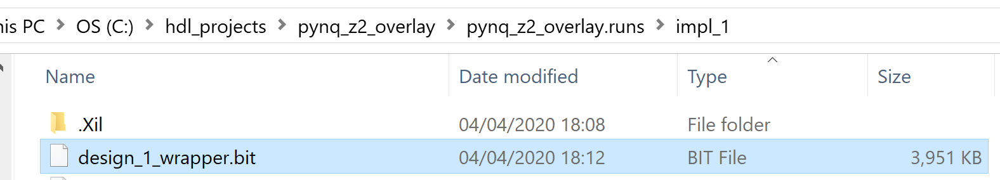 his PC > OS (C:) > hdl_projects > pynq_z2_overlay > pynq_z2_overlay.runs > impl_1
Name Date modified Type Size
.Xil 04/04/2020 18:08 File folder
design_1_wrapper.bit 04/04/2020 18:12 BIT File 3,951 KB